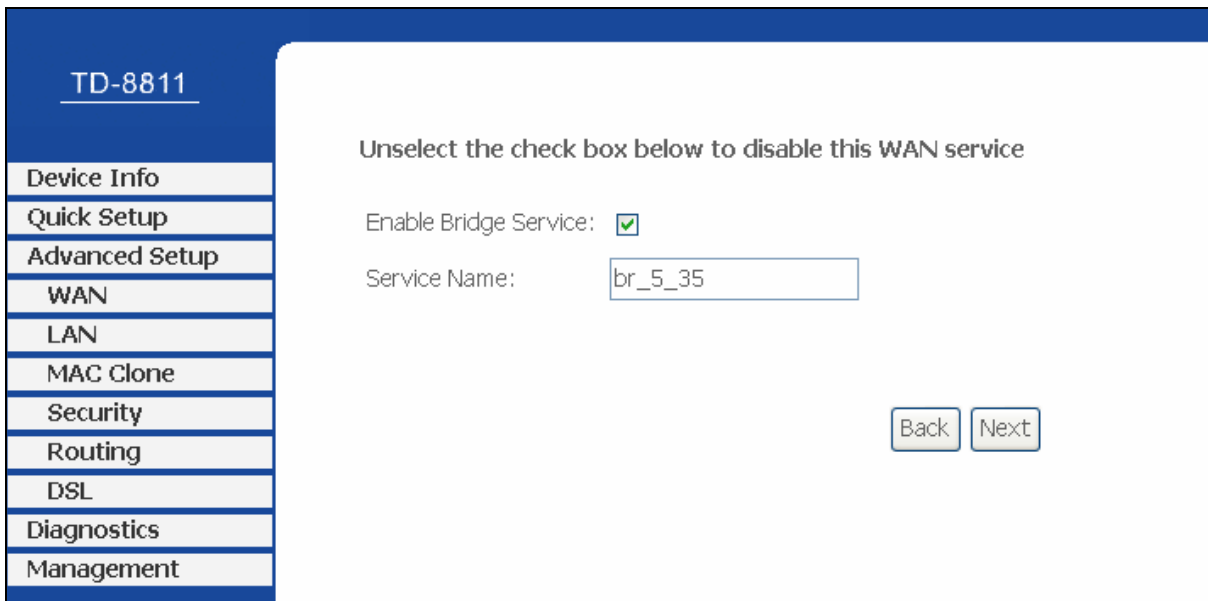 TD-8811
Device Info
Quick Setup
Advanced Setup
WAN
LAN
MAC Clone
Security
Routing
DSL
Diagnostics
Management
Unselect the check box below to disable this WAN service
Enable Bridge Service:
Service Name: br_5_35
Back Next